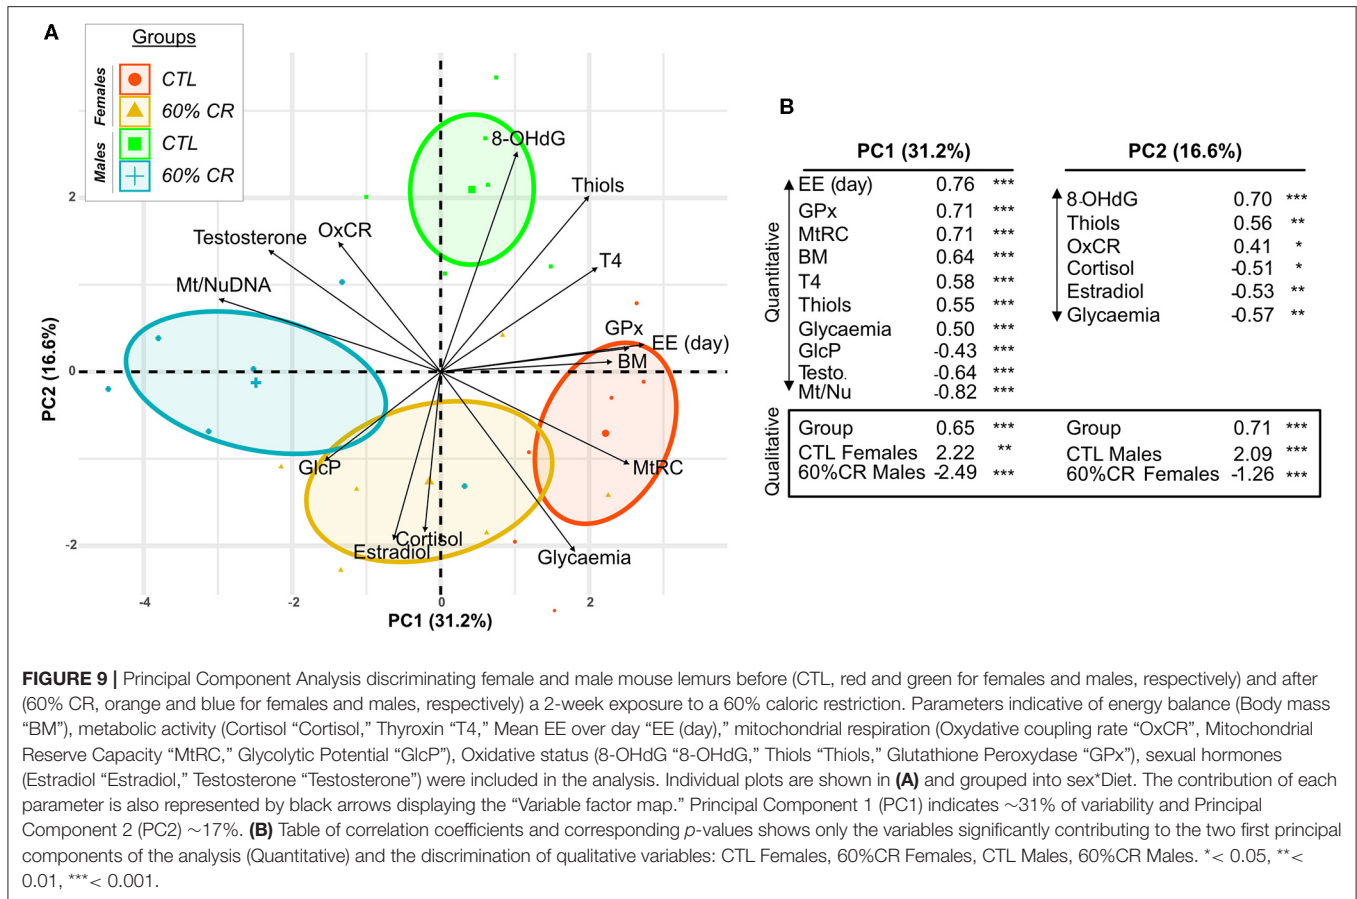 A
Groups
Females
CTL
60% CR
Males
CTL
60% CR
8-OHdG
Thiols
OxCR
Testosterone
T4
Mt/NuDNA
GPx
EE (day)
BM
GlcP
MtRC
Cortisol
Estradiol
Glycaemia
PC2 (16.6%)
2
0
-2
-4
-2
0
2
PC1 (31.2%)
B
PC1 (31.2%)
Quantitative
EE (day) 0.76 ***
GPx 0.71 ***
MtRC 0.71 ***
BM 0.64 ***
T4 0.58 ***
Thiols 0.55 ***
Glycaemia 0.50 ***
GlcP -0.43 ***
Testo. -0.64 ***
Mt/Nu -0.82 ***
PC2 (16.6%)
8-OHdG 0.70 ***
Thiols 0.56 **
OxCR 0.41 *
Cortisol -0.51 *
Estradiol -0.53 **
Glycaemia -0.57 **
Qualitative
Group 0.65 ***
CTL Females 2.22 **
60%CR Males -2.49 ***
Group 0.71 ***
CTL Males 2.09 ***
60%CR Females -1.26 ***
FIGURE 9 | Principal Component Analysis discriminating female and male mouse lemurs before (CTL, red and green for females and males, respectively) and after
(60% CR, orange and blue for females and males, respectively) a 2-week exposure to a 60% caloric restriction. Parameters indicative of energy balance (Body mass
“BM”), metabolic activity (Cortisol “Cortisol,” Thyroxin “T4,” Mean EE over day “EE (day),” mitochondrial respiration (Oxydative coupling rate “OxCR”, Mitochondrial
Reserve Capacity “MtRC,” Glycolytic Potential “GlcP”), Oxidative status (8-OHdG “8-OHdG,” Thiols “Thiols,” Glutathione Peroxydase “GPx”), sexual hormones
(Estradiol “Estradiol,” Testosterone “Testosterone”) were included in the analysis. Individual plots are shown in (A) and grouped into sex*Diet. The contribution of each
parameter is also represented by black arrows displaying the “Variable factor map.” Principal Component 1 (PC1) indicates ∼31% of variability and Principal
Component 2 (PC2) ∼17%. (B) Table of correlation coefficients and corresponding p-values shows only the variables significantly contributing to the two first principal
components of the analysis (Quantitative) and the discrimination of qualitative variables: CTL Females, 60%CR Females, CTL Males, 60%CR Males. *< 0.05, **<
0.01, ***< 0.001.